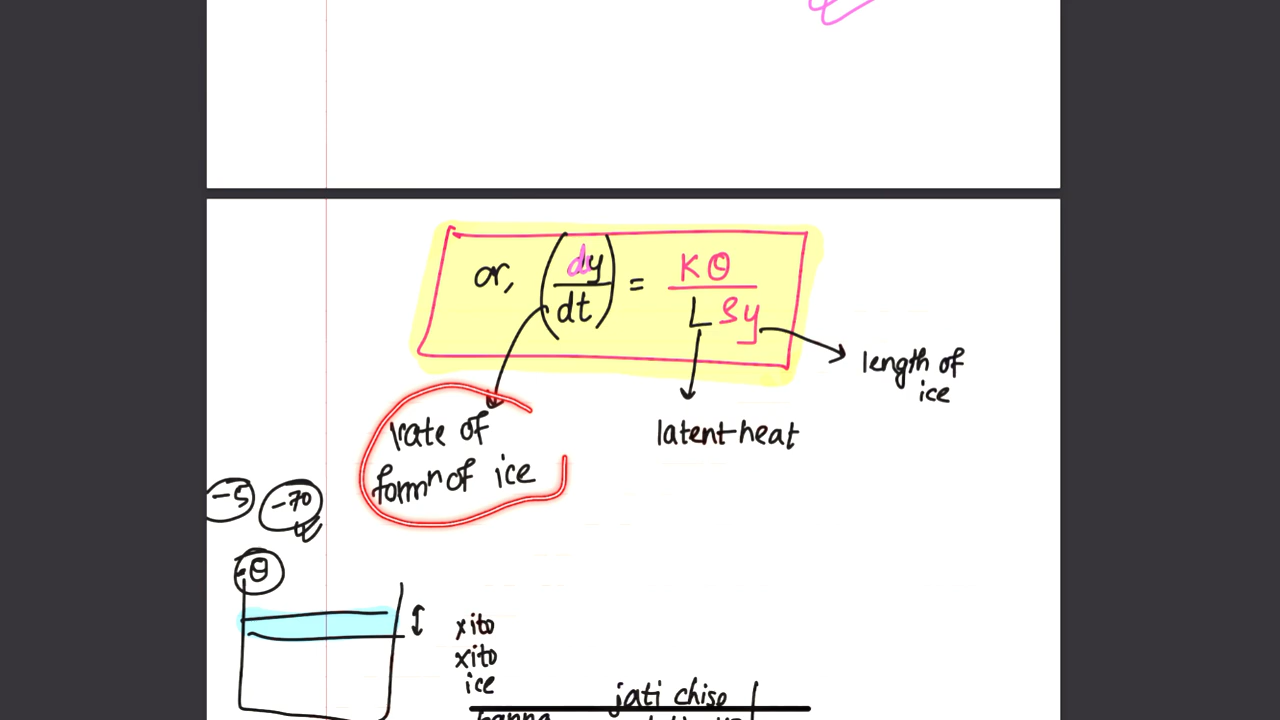 or, (dy/dt) = Kθ/Lρy
length of
ice
rate of
formⁿ of ice
latent heat
-5 -70
-θ
xito
xito
ice
jati chiso